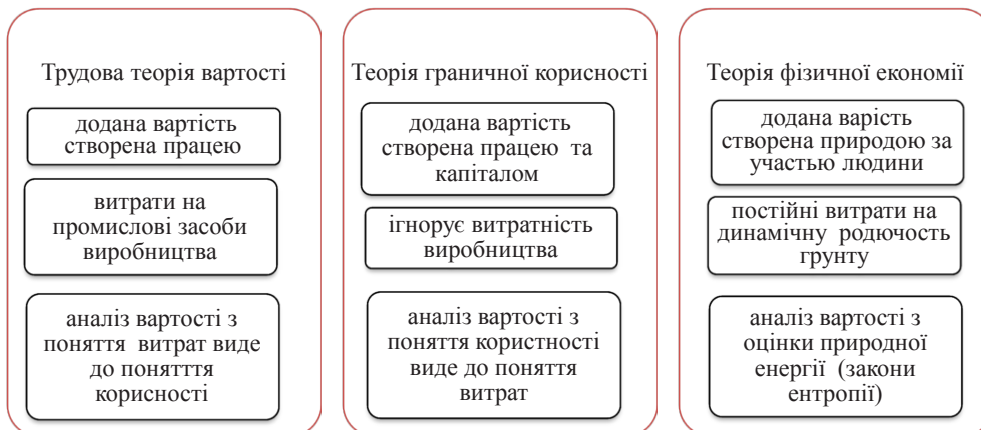 Трудова теорія вартості
додана вартість
створена працею
витрати на
промислові засоби
виробництва
аналіз вартості з
поняття витрат виде
до поняттття
корисності
Теорія граничної корисності
додана вартість
створена працею та
капіталом
ігнорує витратність
виробництва
аналіз вартості з
поняття користності
виде до поняття
витрат
Теорія фізичної економії
додана варість
створена природою за
участью людини
постійні витрати на
динамічну родючость
грунту
аналіз вартості з
оцінки природної
енергії (закони
ентропії)